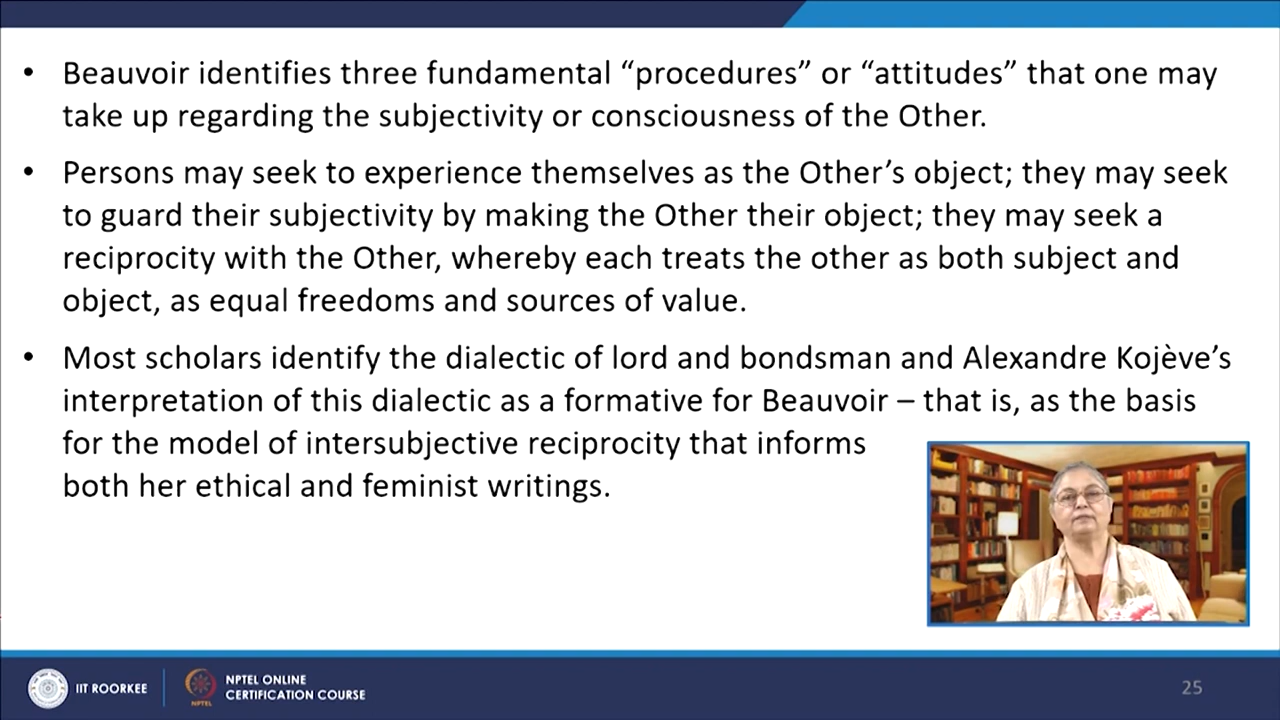 • Beauvoir identifies three fundamental “procedures” or “attitudes” that one may
take up regarding the subjectivity or consciousness of the Other.
• Persons may seek to experience themselves as the Other’s object; they may seek
to guard their subjectivity by making the Other their object; they may seek a
reciprocity with the Other, whereby each treats the other as both subject and
object, as equal freedoms and sources of value.
• Most scholars identify the dialectic of lord and bondsman and Alexandre Kojève’s
interpretation of this dialectic as a formative for Beauvoir – that is, as the basis
for the model of intersubjective reciprocity that informs
both her ethical and feminist writings.
IIT ROORKEE
NPTEL
NPTEL ONLINE
CERTIFICATION COURSE
25